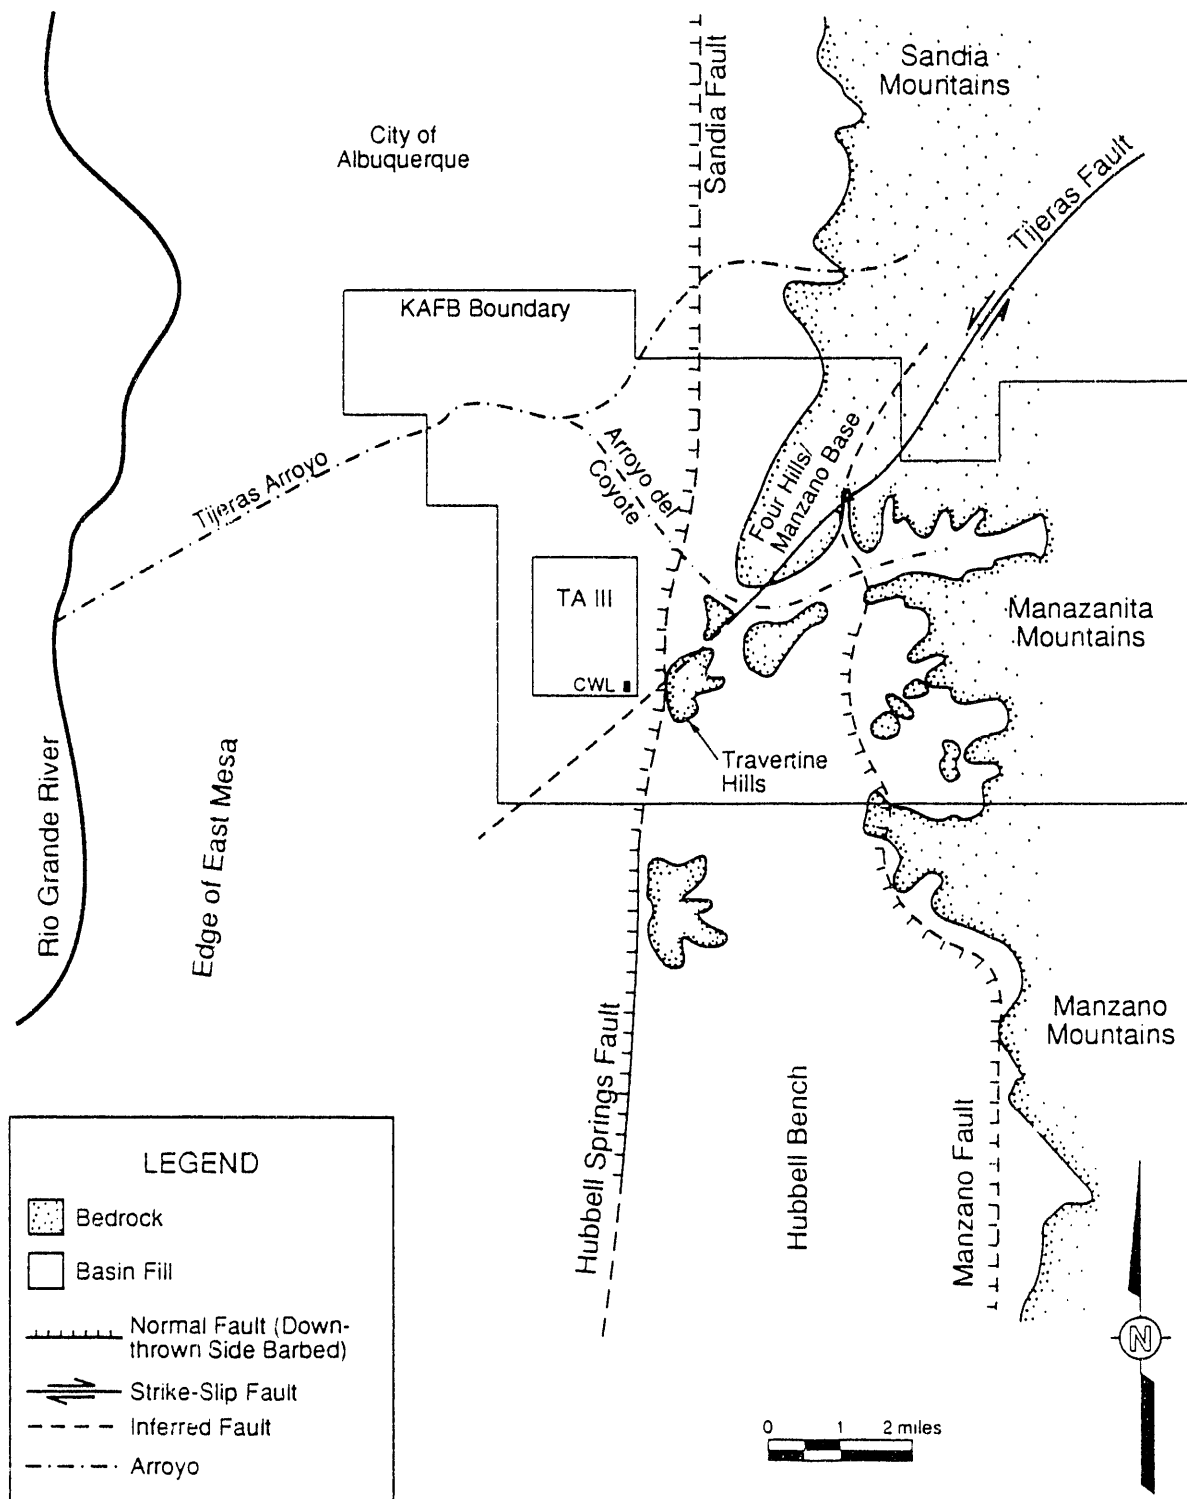 Sandia
Mountains
City of
Albuquerque
Sandia Fault
Tijeras Fault
KAFB Boundary
Tijeras Arroyo
Arroyo del
Coyote
Four Hills/
Manzano Base
TA III
CWL
Manazanita
Mountains
Travertine
Hills
Rio Grande River
Edge of East Mesa
Hubbell Springs Fault
Hubbell Bench
Manzano Fault
Manzano
Mountains
LEGEND
Bedrock
Basin Fill
Normal Fault (Down-
thrown Side Barbed)
Strike-Slip Fault
Inferred Fault
Arroyo
0 1 2 miles
N